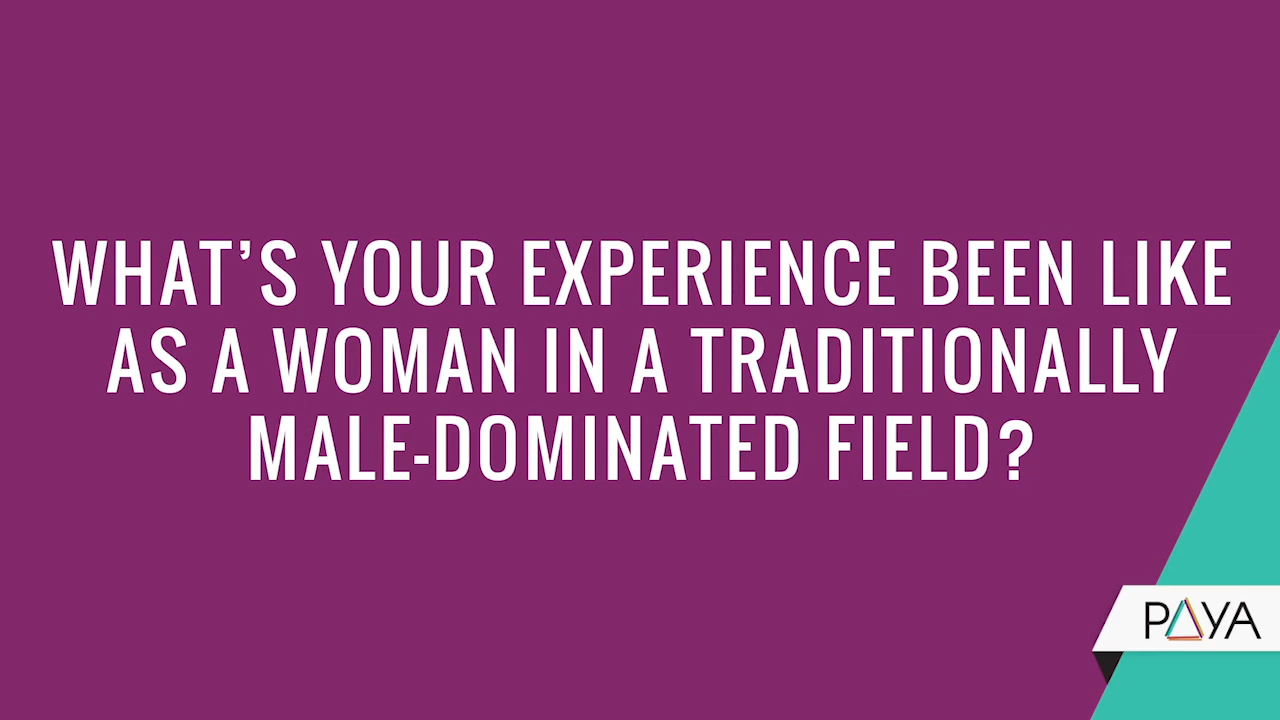 WHAT'S YOUR EXPERIENCE BEEN LIKE
AS A WOMAN IN A TRADITIONALLY
MALE-DOMINATED FIELD?
PAYA